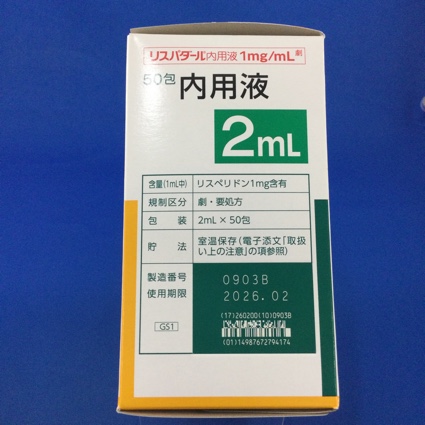 リスパダール内用液1mg/mL 劇
50包 内用液
2mL
含量(1mL中) リスペリドン1mg含有
規制区分 劇・要処方
包装 2mL×50包
貯法 室温保存(電子添文「取扱
い上の注意」の項参照)
製造番号 0903B
使用期限 2026.02
(17)260200(10)0903B
GS1
(01)14987672794174